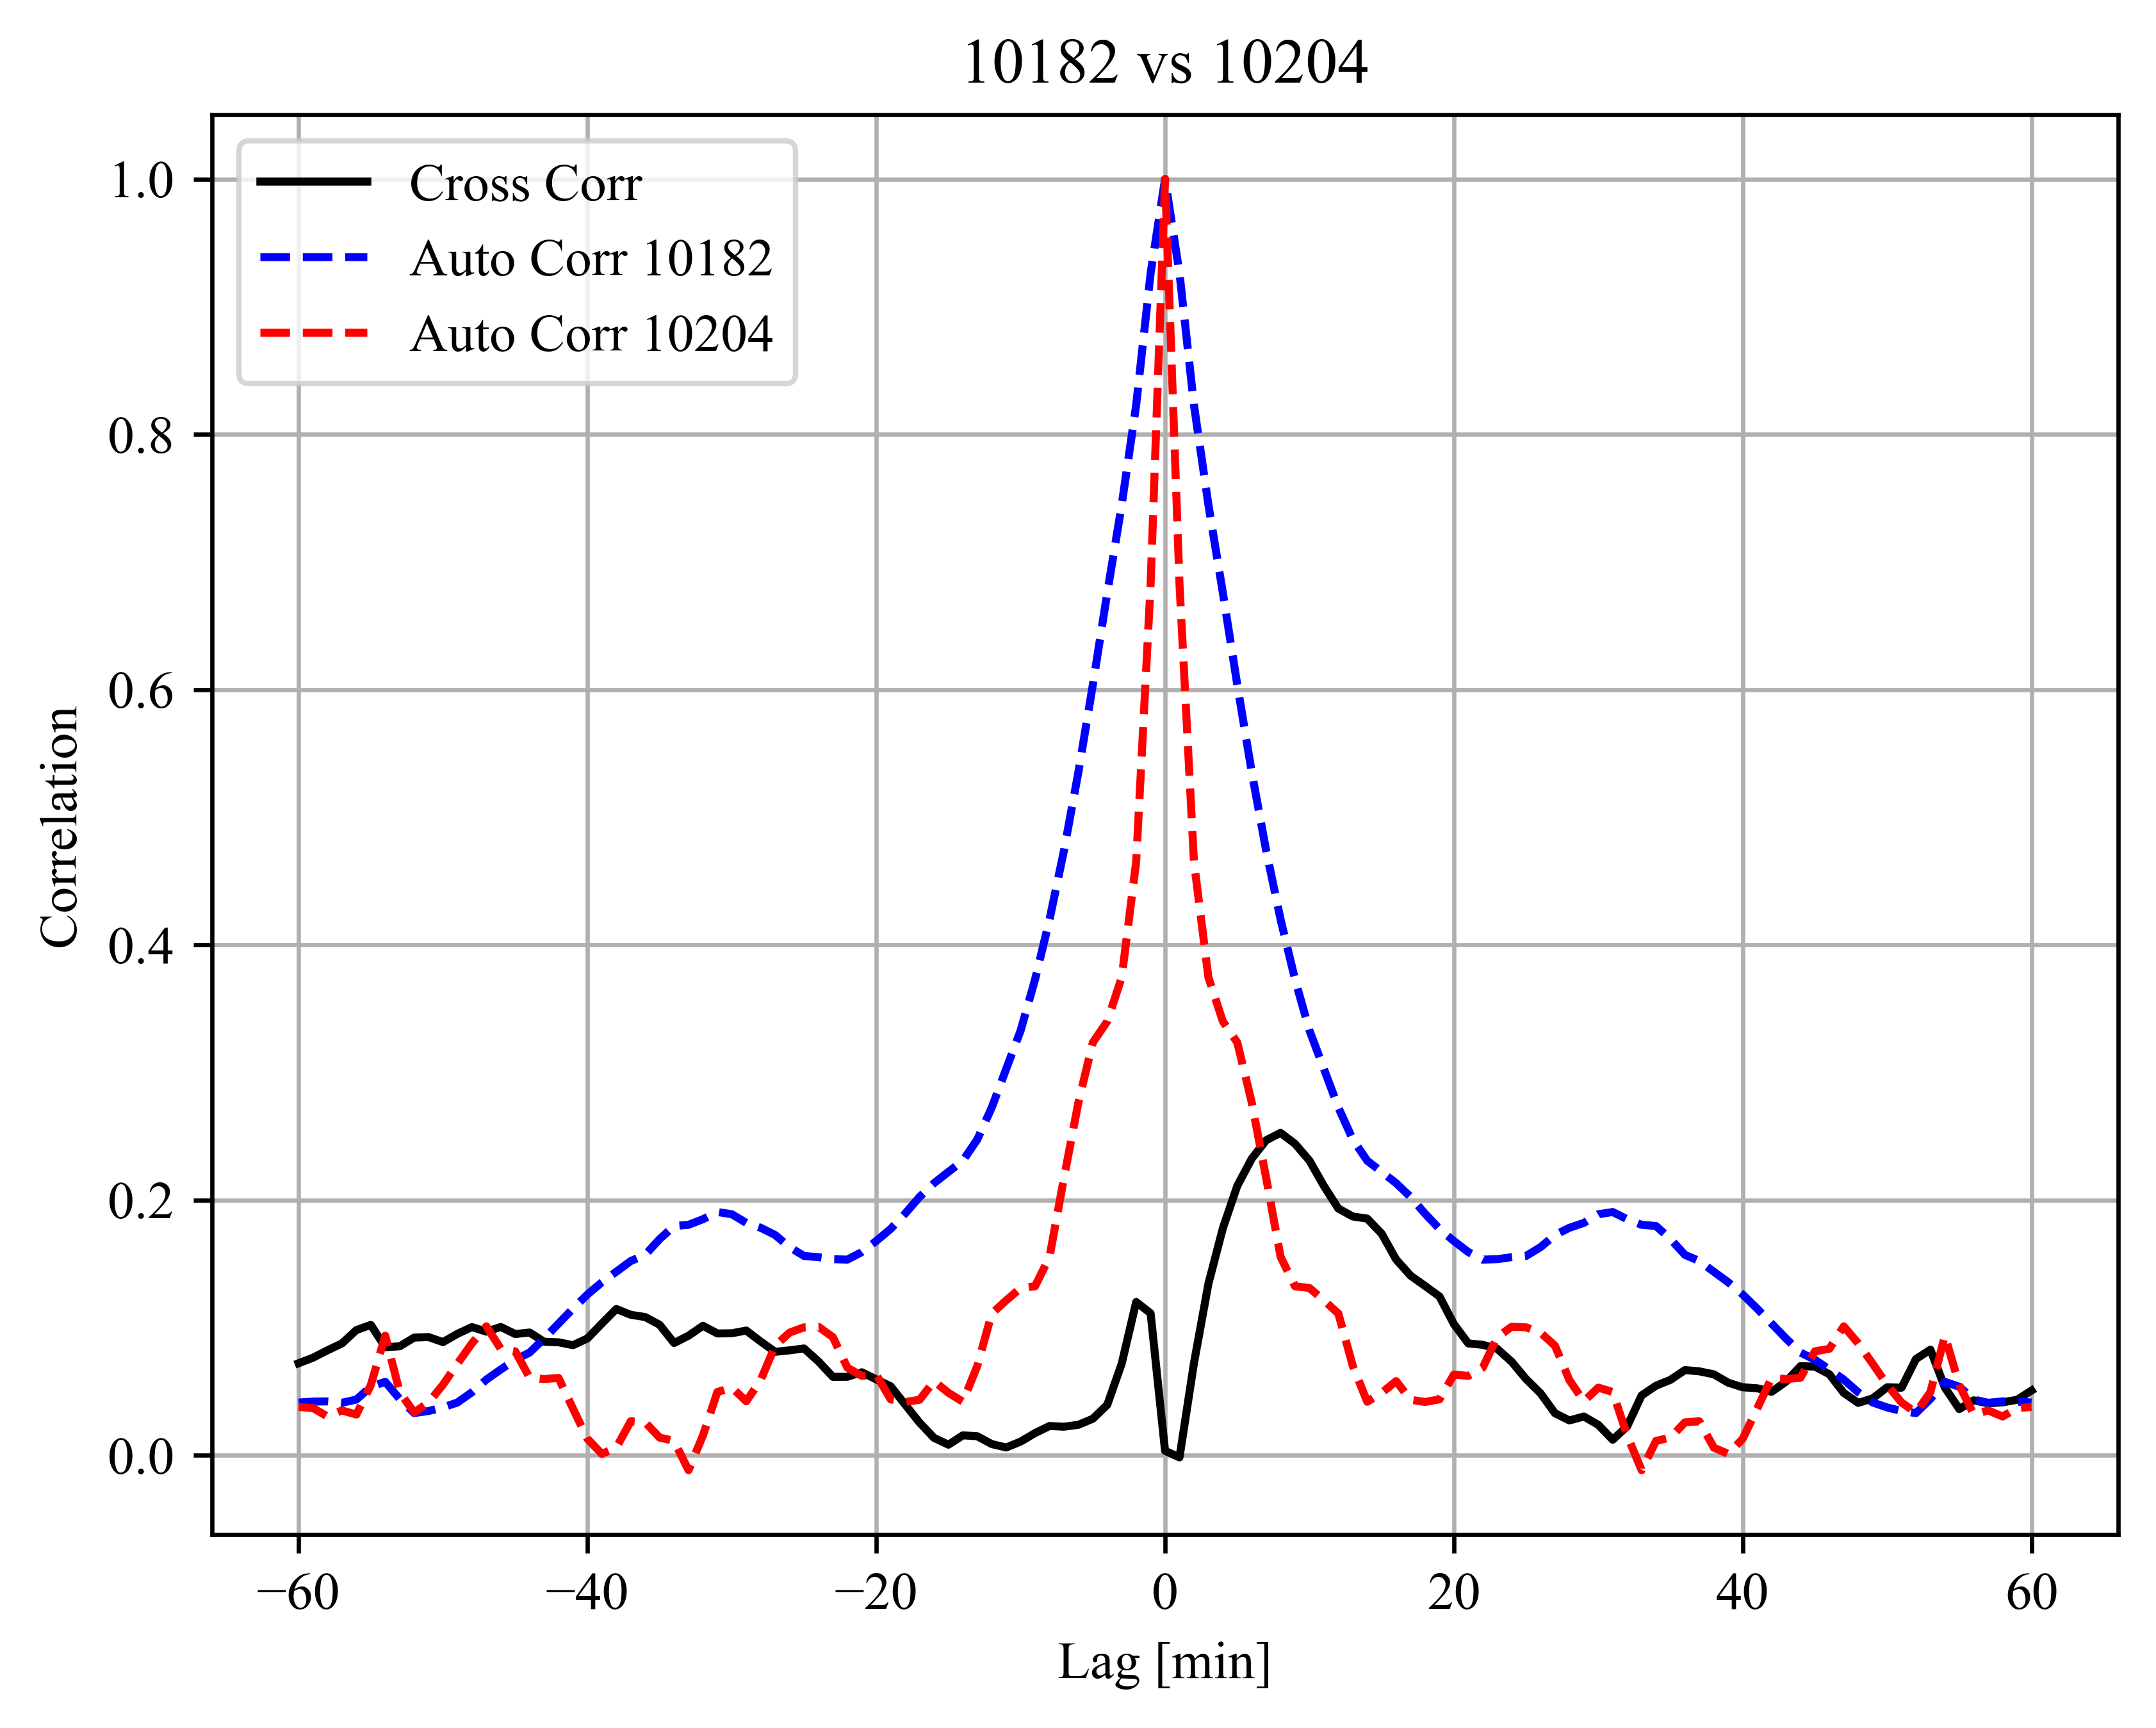 10182 vs 10204
Cross Corr
Auto Corr 10182
Auto Corr 10204
1.0
0.8
0.6
0.4
0.2
0.0
Correlation
−60 −40 −20 0 20 40 60
Lag [min]